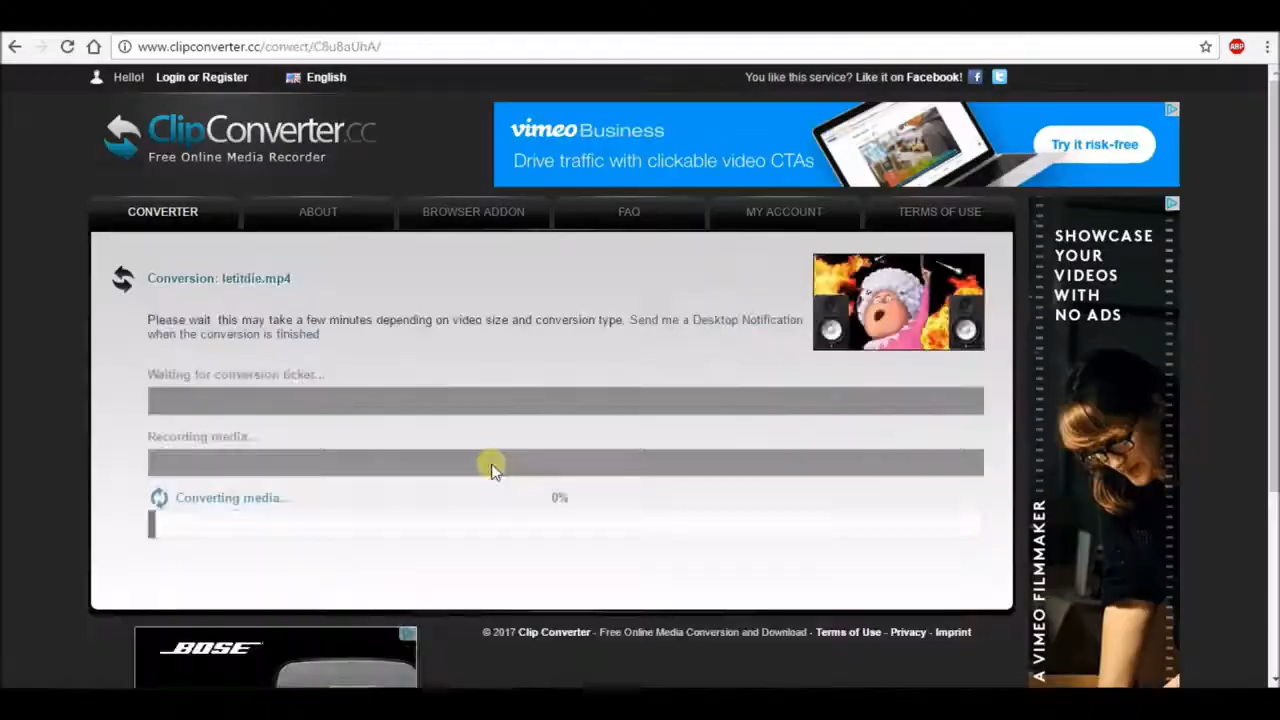 www.clipconverter.cc/convert/C8u8aUhA/
ABP
Hello! Login or Register English
You like this service? Like it on Facebook!
ClipConverter.cc
Free Online Media Recorder
vimeo Business
Drive traffic with clickable video CTAs
Try it risk-free
CONVERTER ABOUT BROWSER ADDON FAQ MY ACCOUNT TERMS OF USE
Conversion: letitdie.mp4
Please wait this may take a few minutes depending on video size and conversion type. Send me a Desktop Notification
when the conversion is finished
Waiting for conversion ticket...
Recording media...
Converting media... 0%
SHOWCASE
YOUR
VIDEOS
WITH
NO ADS
A VIMEO FILMMAKER
BOSE
© 2017 Clip Converter - Free Online Media Conversion and Download - Terms of Use - Privacy - Imprint